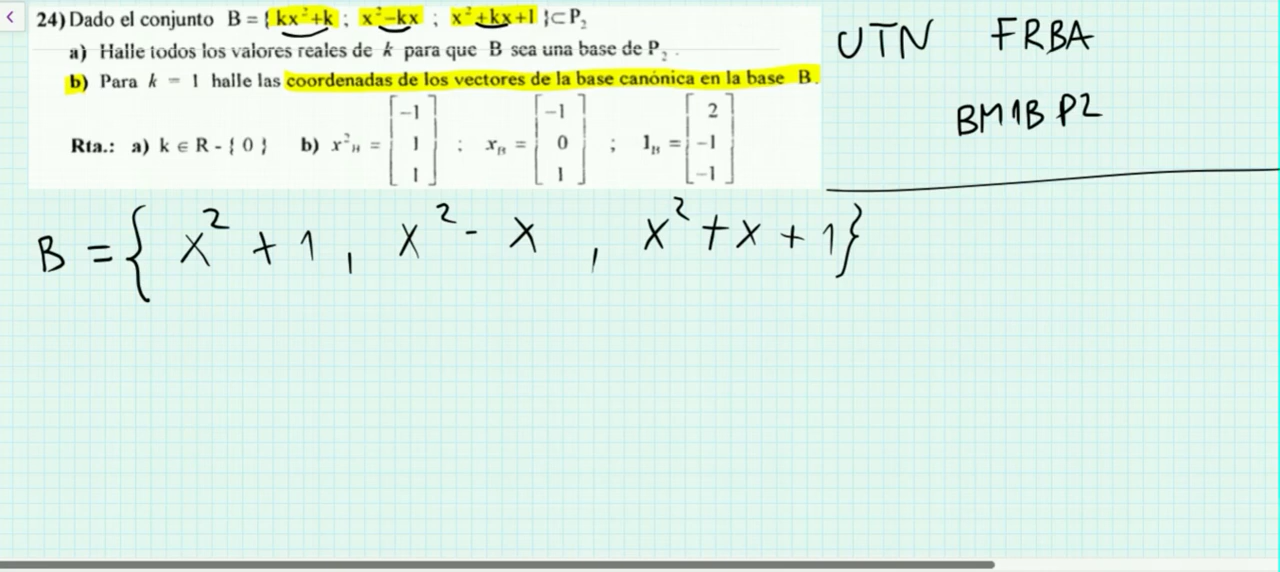 24) Dado el conjunto B = { kx²+k ; x²−kx ; x²+kx+1 } ⊂ P₂
a) Halle todos los valores reales de k para que B sea una base de P₂ .
b) Para k = 1 halle las coordenadas de los vectores de la base canónica en la base B.
Rta.: a) k ∈ R - { 0 } b) x²_B = [−1 1 1] ; x_B = [−1 0 1] ; 1_B = [2 −1 −1]
UTN FRBA
BM1B P2
B = { x² + 1 , x² - x , x² + x + 1 }